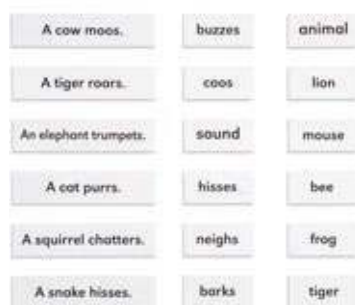 A cow moos. buzzes animal
A tiger roars. coos lion
An elephant trumpets. sound mouse
A cat purrs. hisses bee
A squirrel chatters. neighs frog
A snake hisses. barks tiger